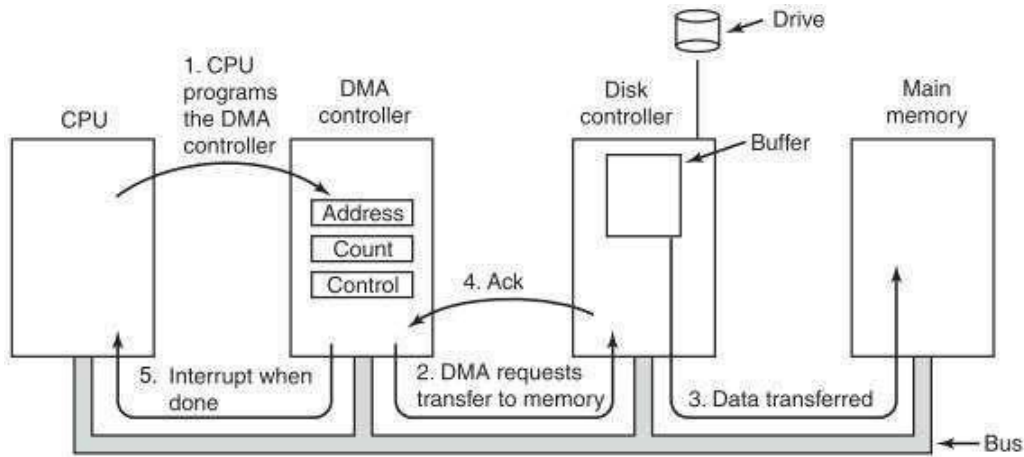 Drive
1. CPU
programs
the DMA
controller
CPU
DMA
controller
Disk
controller
Main
memory
Buffer
Address
Count
Control
4. Ack
5. Interrupt when
done
2. DMA requests
transfer to memory
3. Data transferred
Bus